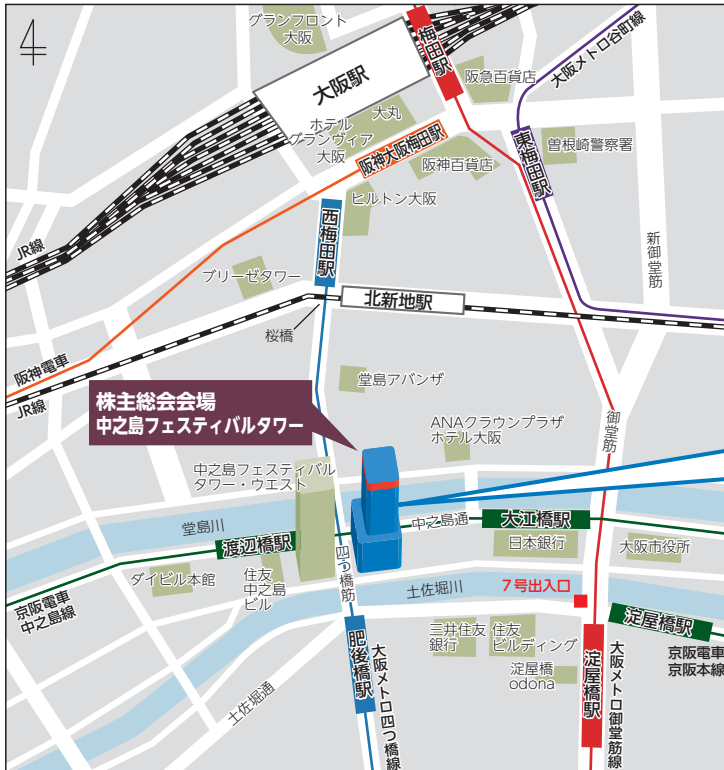 グランフロント
大阪
梅田駅
大阪メトロ谷町線
阪急百貨店
大阪駅
大丸
ホテル
グランヴィア
大阪
阪神大阪梅田駅
阪神百貨店
東梅田駅
曽根崎警察署
ヒルトン大阪
西梅田駅
新御堂筋
JR線
ブリーゼタワー
北新地駅
桜橋
阪神電車
JR線
堂島アバンザ
株主総会会場
中之島フェスティバルタワー
ANAクラウンプラザ
ホテル大阪
御堂筋
中之島フェスティバル
タワー・ウエスト
堂島川
中之島通
大江橋駅
渡辺橋駅
日本銀行
大阪市役所
四つ橋筋
ダイビル本館
住友
中之島
ビル
土佐堀川
7号出入口
京阪電車
中之島線
淀屋橋駅
三井住友
銀行
住友
ビルディング
肥後橋駅
大阪メトロ四つ橋線
淀屋橋
odona
淀屋橋駅
大阪メトロ御堂筋線
京阪電車
京阪本線
土佐堀通